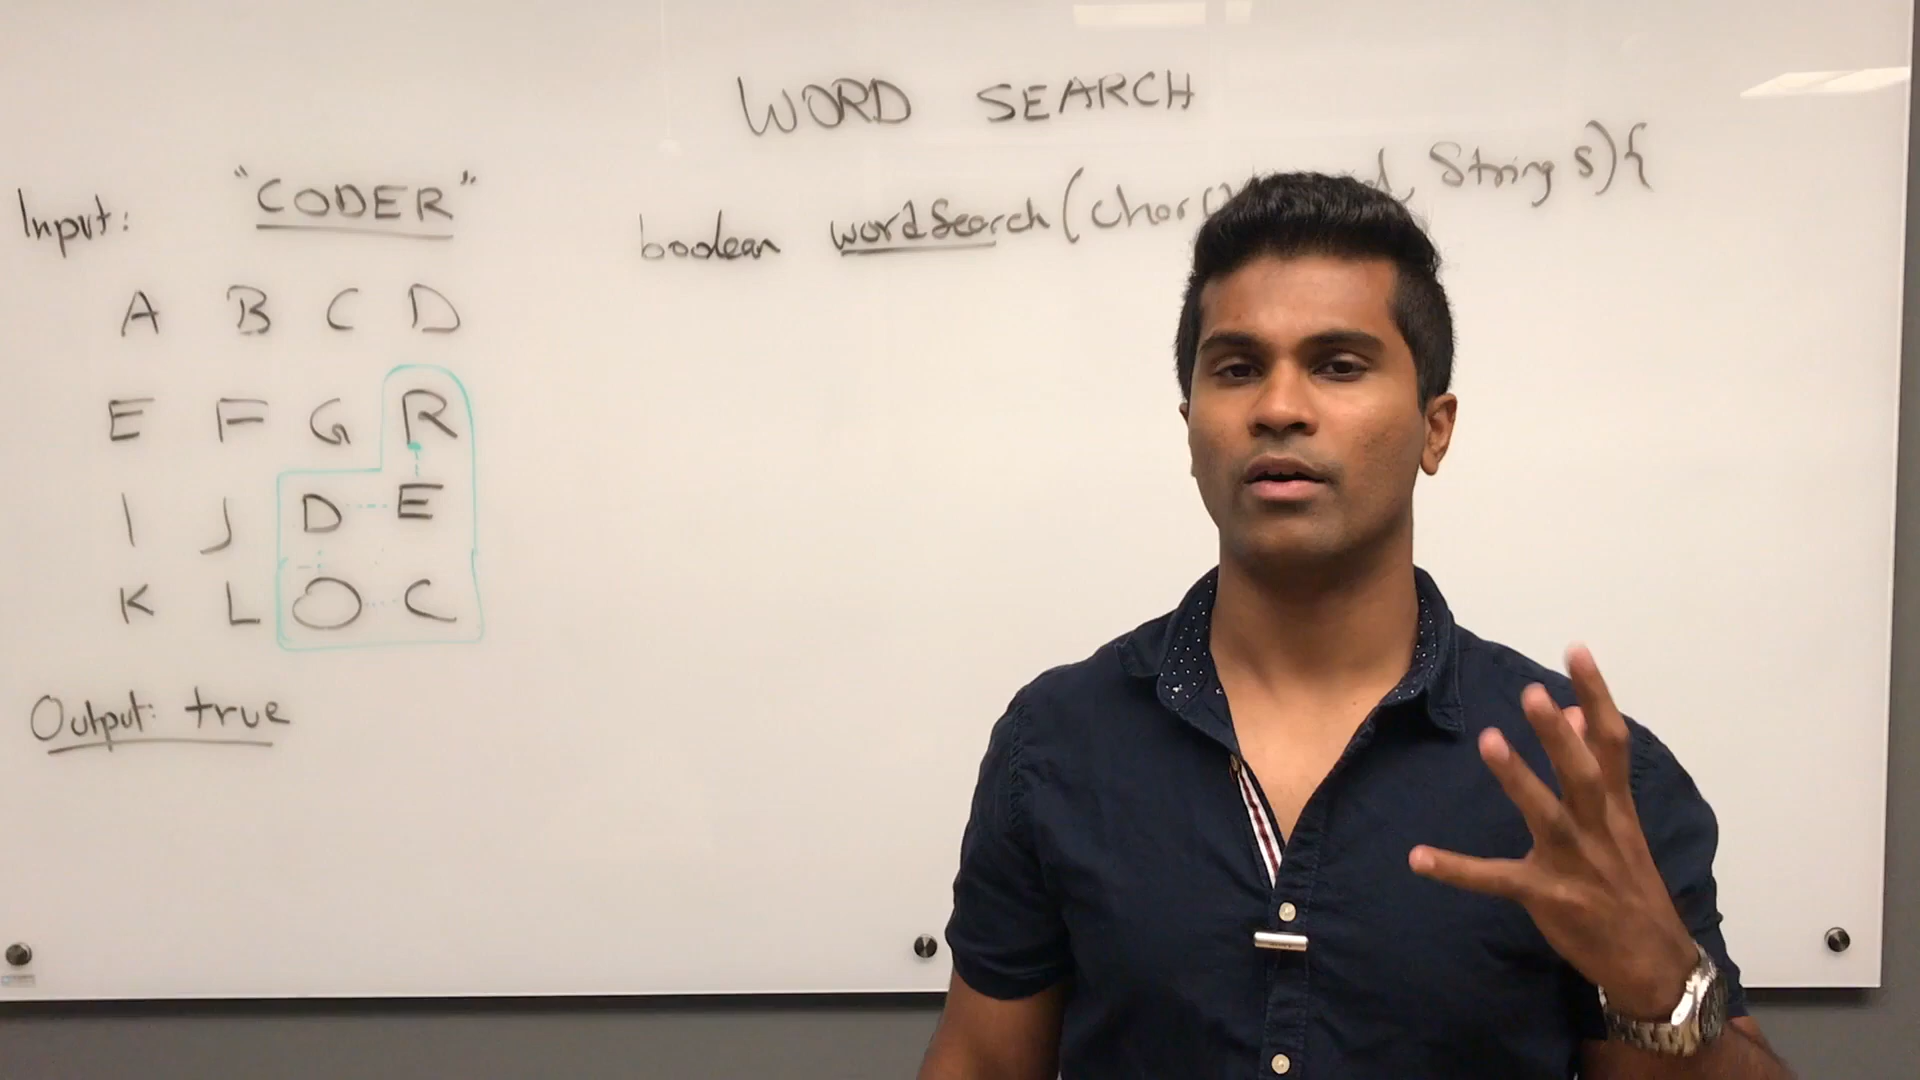 WORD SEARCH
Input: "CODER"
A B C D
E F G R
I J D E
K L O C
Output: true
boolean wordSearch(char String s){